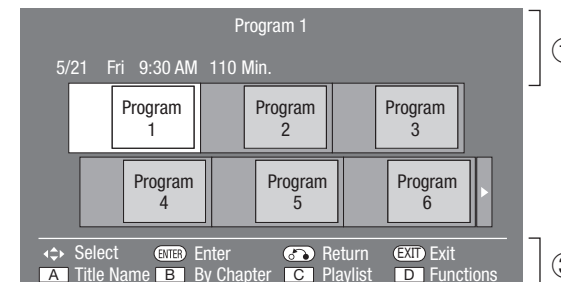 Program 1
5/21 Fri 9:30 AM 110 Min.
Program 1
Program 2
Program 3
Program 4
Program 5
Program 6
Select ENTER Enter Return EXIT Exit
A Title Name B By Chapter C Playlist D Functions